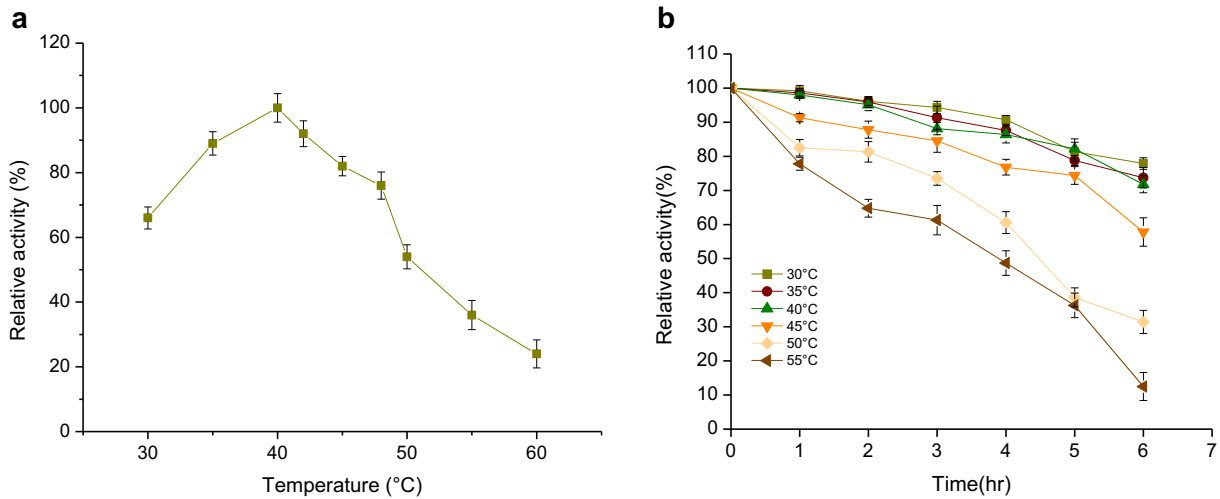 a
120
100
80
60
40
20
0
30 40 50 60
Relative activity (%)
Temperature (°C)
b
110
100
90
80
70
60
50
40
30
20
10
0
0 1 2 3 4 5 6 7
Relative activity(%)
Time(hr)
30°C
35°C
40°C
45°C
50°C
55°C